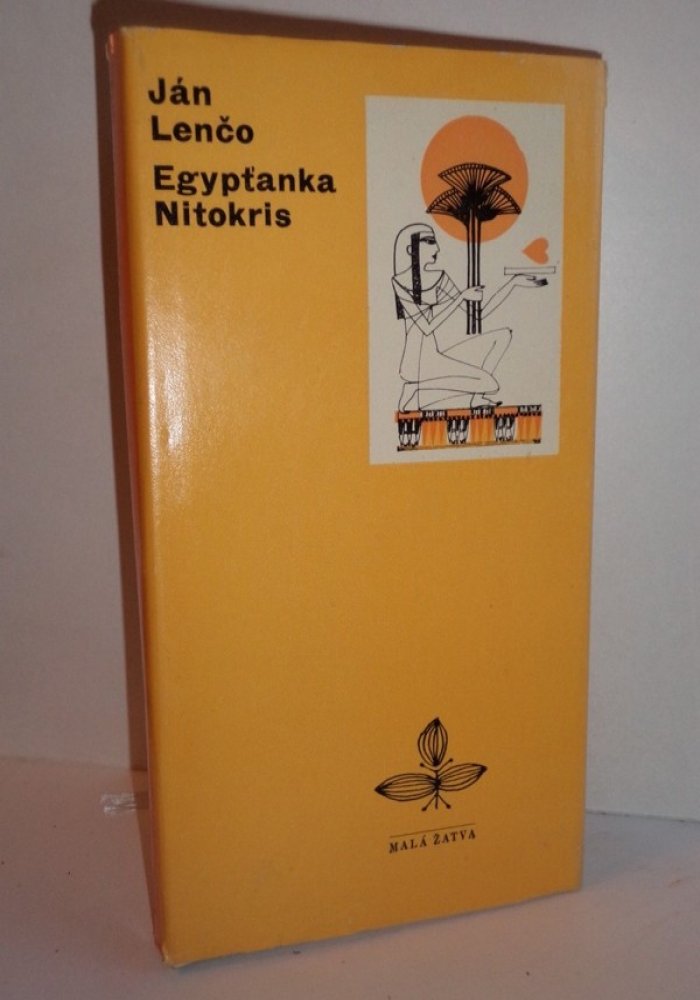 Ján
Lenčo
Egypťanka
Nitokris
MALÁ ŽATVA